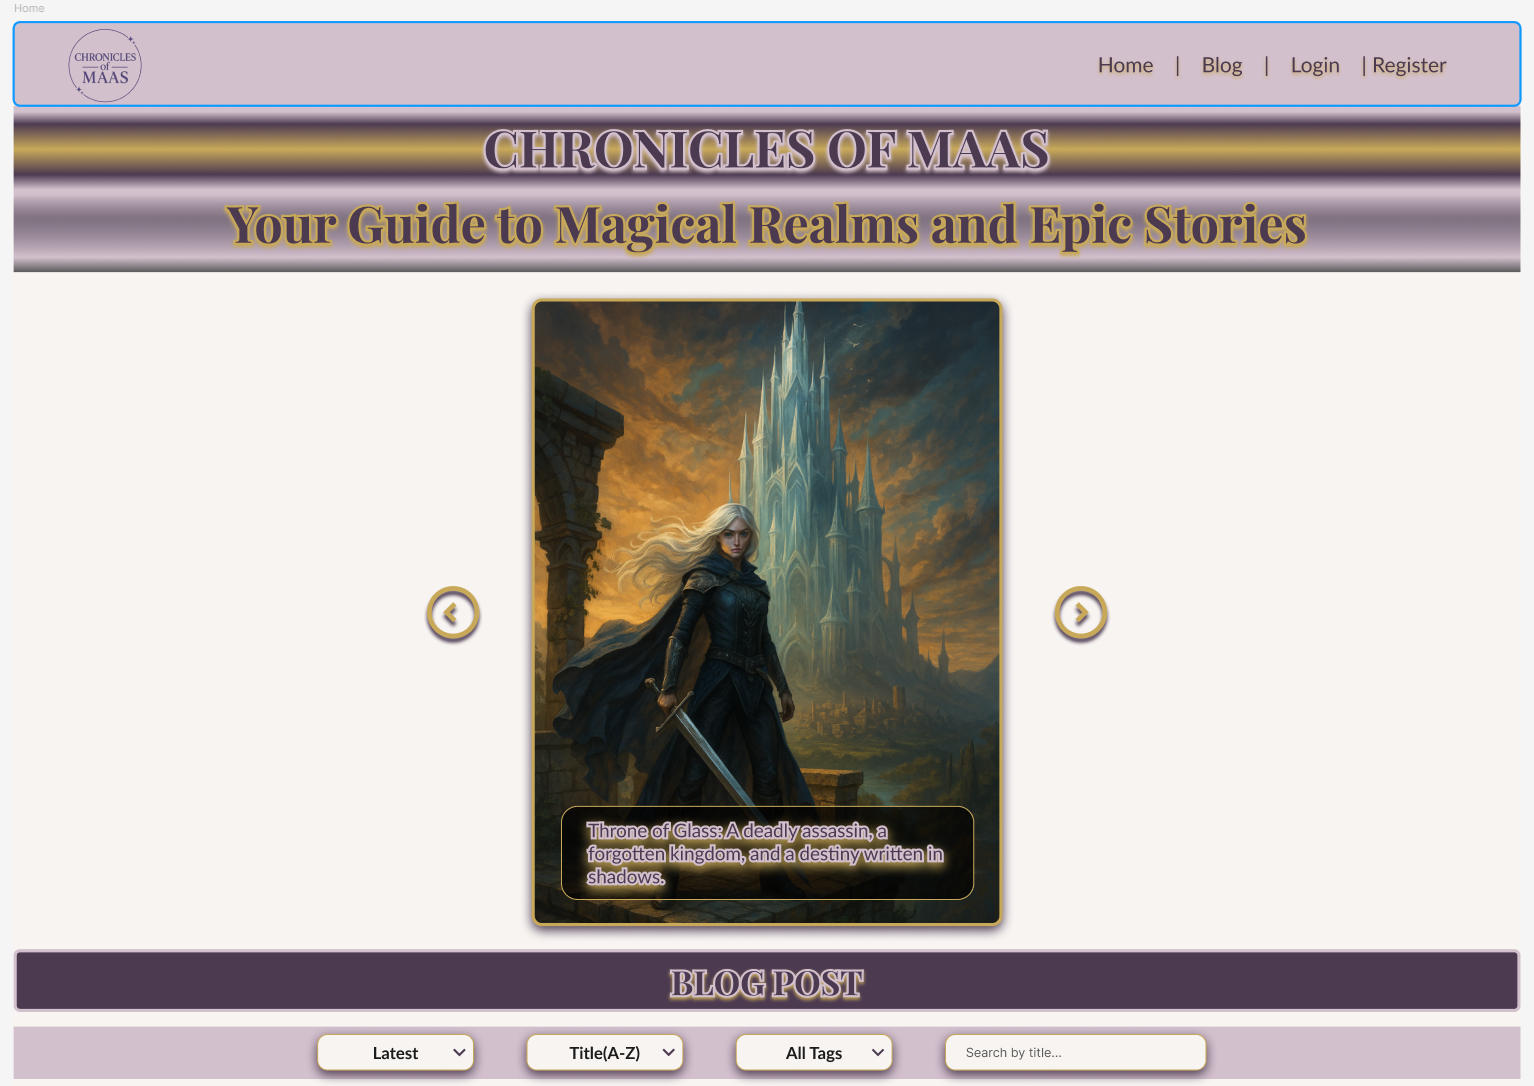 Home
CHRONICLES
of
MAAS
Home | Blog | Login | Register
CHRONICLES OF MAAS
Your Guide to Magical Realms and Epic Stories
Throne of Glass: A deadly assassin, a
forgotten kingdom, and a destiny written in
shadows.
BLOG POST
Latest
Title(A-Z)
All Tags
Search by title...